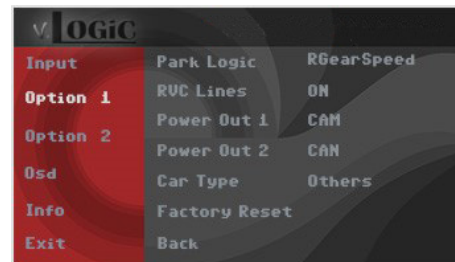 v.LOGiC
Input
Option 1
Option 2
Osd
Info
Exit
Park Logic RGearSpeed
RVC Lines ON
Power Out 1 CAM
Power Out 2 CAN
Car Type Others
Factory Reset
Back